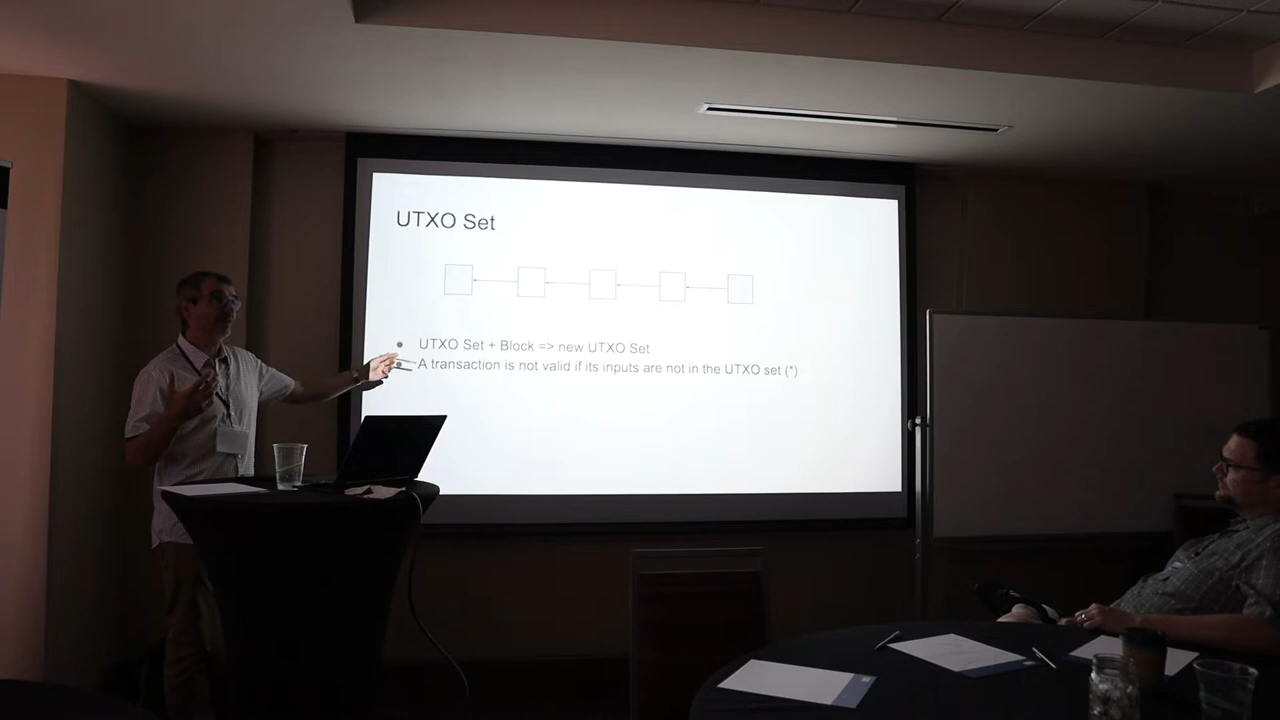 UTXO Set
UTXO Set + Block => new UTXO Set
A transaction is not valid if its inputs are not in the UTXO set (*)